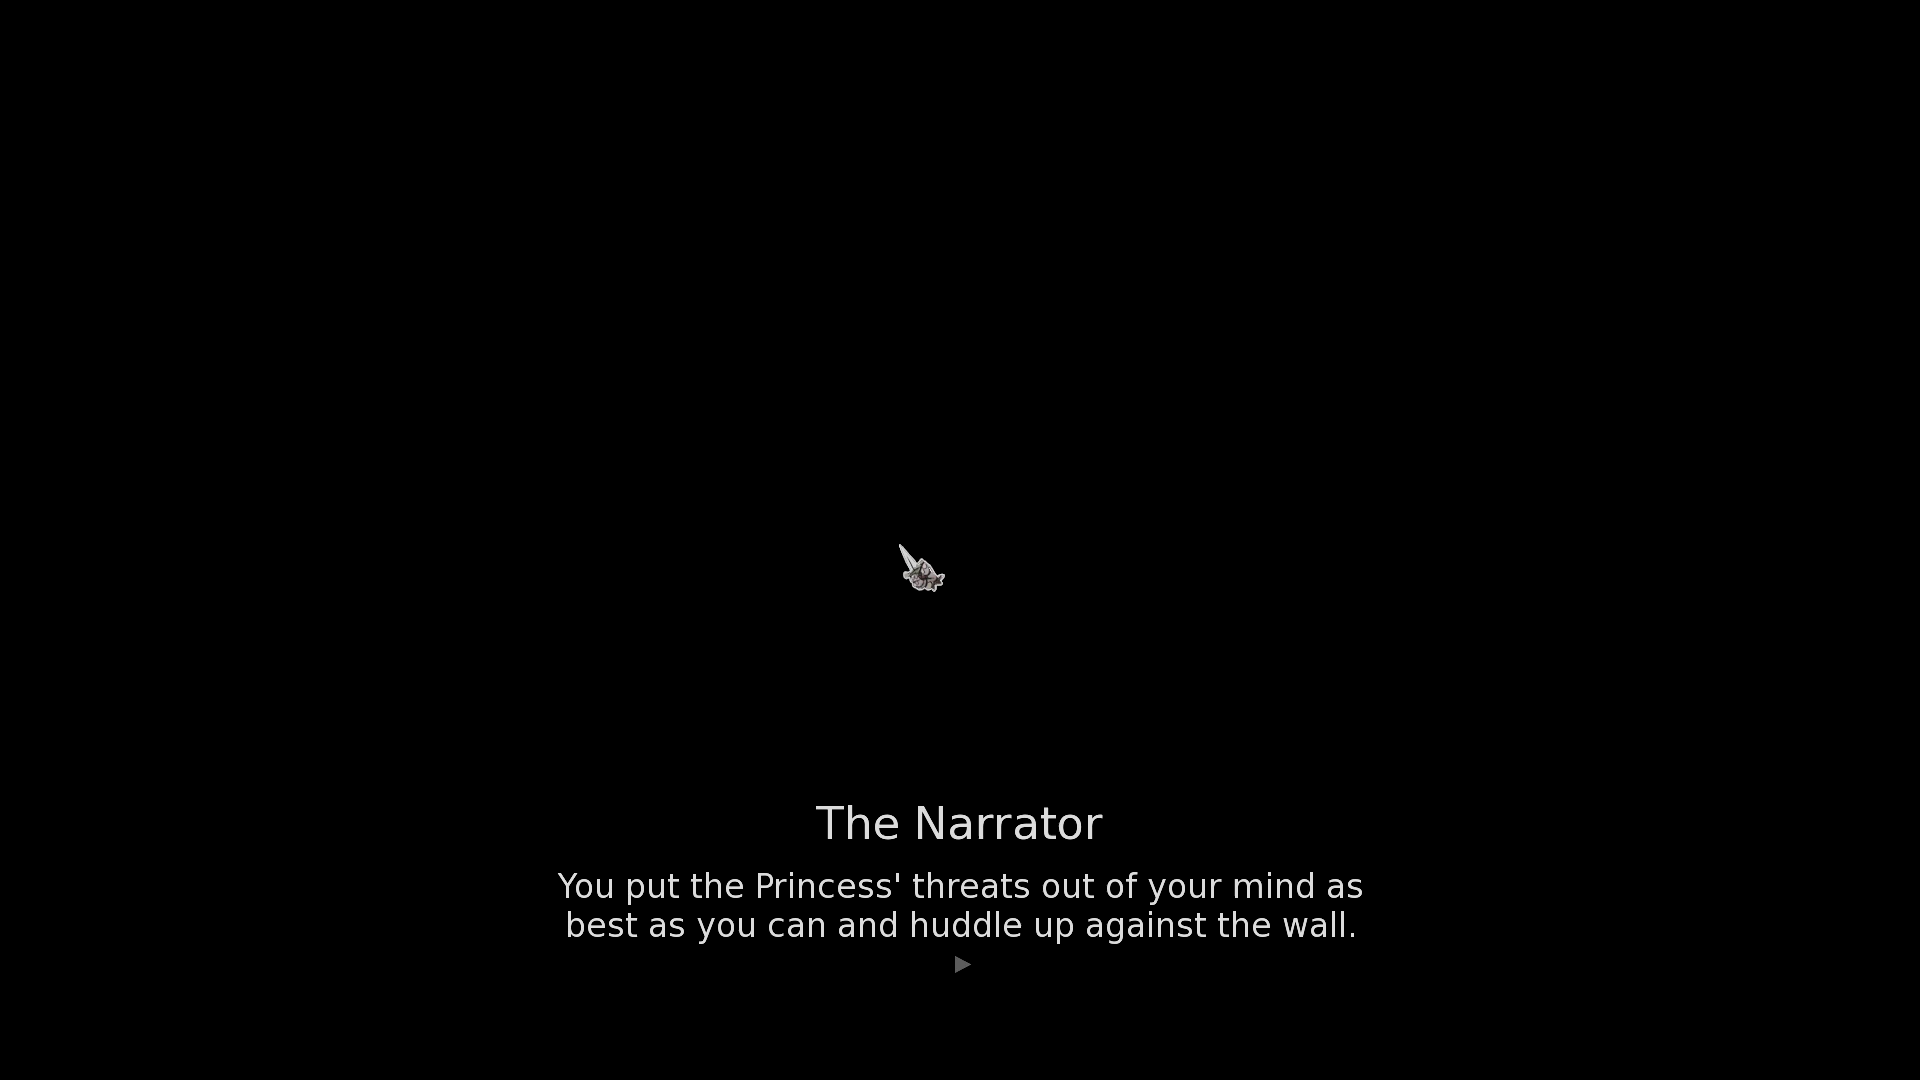 The Narrator
You put the Princess' threats out of your mind as
best as you can and huddle up against the wall.